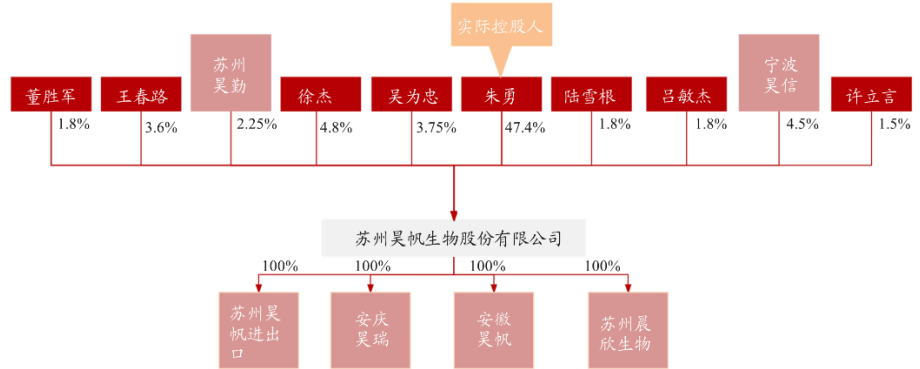 实际控股人
苏州
昊勤
宁波
昊信
董胜军
王春路
徐杰
吴为忠
朱勇
陆雪根
吕敏杰
许立言
1.8%
3.6%
2.25%
4.8%
3.75%
47.4%
1.8%
1.8%
4.5%
1.5%
苏州昊帆生物股份有限公司
100%
100%
100%
100%
苏州昊
帆进出
口
安庆
昊瑞
安徽
昊帆
苏州晨
欣生物